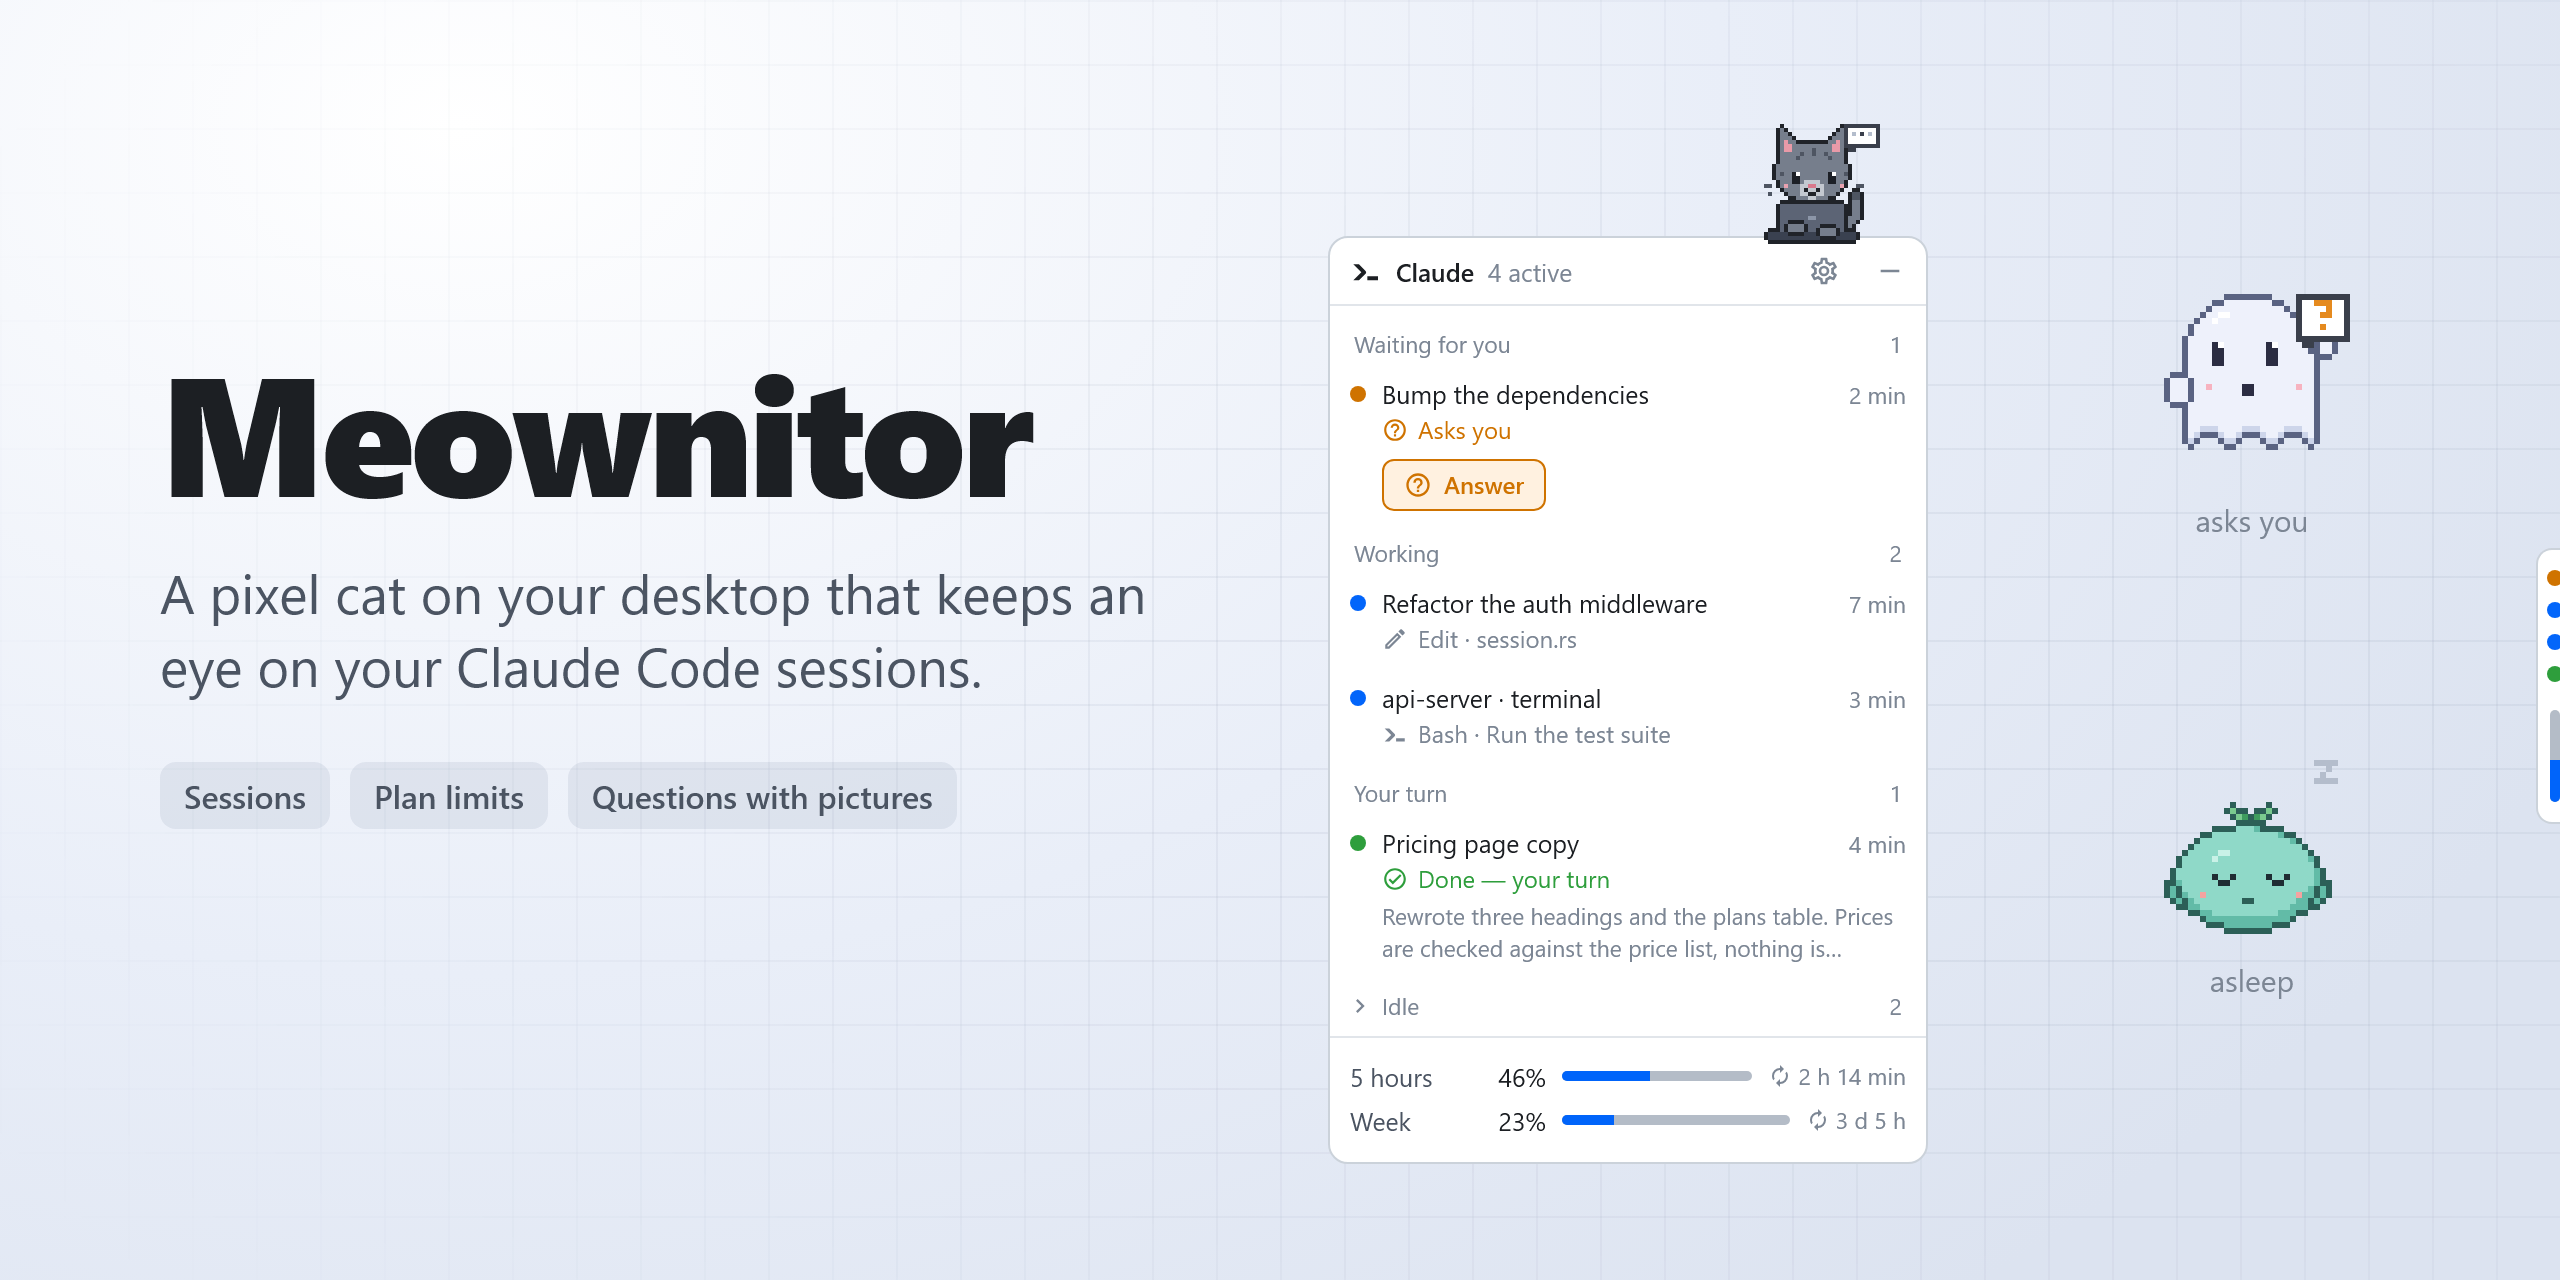 Meownitor
A pixel cat on your desktop that keeps an
eye on your Claude Code sessions.
Sessions
Plan limits
Questions with pictures
Claude 4 active
Waiting for you 1
Bump the dependencies 2 min
Asks you
Answer
Working 2
Refactor the auth middleware 7 min
Edit · session.rs
api-server · terminal 3 min
Bash · Run the test suite
Your turn 1
Pricing page copy 4 min
Done — your turn
Rewrote three headings and the plans table. Prices
are checked against the price list, nothing is...
Idle 2
5 hours 46% 2 h 14 min
Week 23% 3 d 5 h
?
asks you
z
asleep